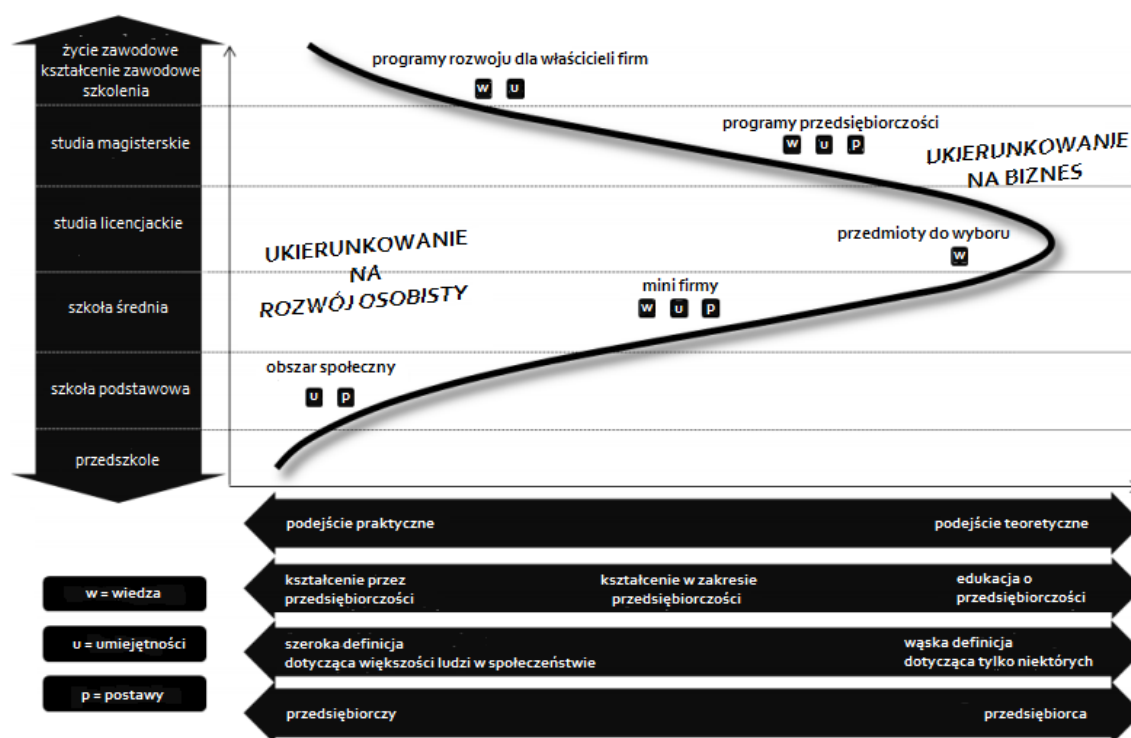 życie zawodowe
kształcenie zawodowe
szkolenia
programy rozwoju dla właścicieli firm
w u
studia magisterskie
programy przedsiębiorczości
w u p
UKIERUNKOWANIE
NA BIZNES
studia licencjackie
przedmioty do wyboru
w
UKIERUNKOWANIE
NA
ROZWÓJ OSOBISTY
szkoła średnia
mini firmy
w u p
szkoła podstawowa
obszar społeczny
u p
przedszkole
podejście praktyczne
podejście teoretyczne
w = wiedza
kształcenie przez
przedsiębiorczości
kształcenie w zakresie
przedsiębiorczości
edukacja o
przedsiębiorczości
u = umiejętności
szeroka definicja
dotycząca większości ludzi w społeczeństwie
wąska definicja
dotycząca tylko niektórych
p = postawy
przedsiębiorczy
przedsiębiorca